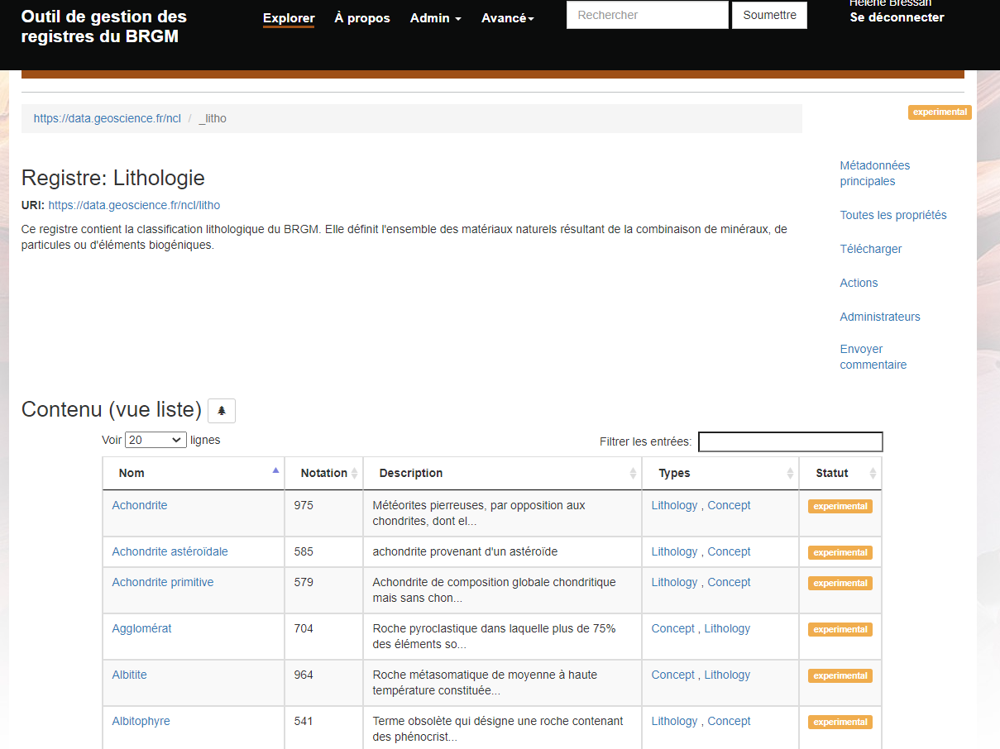 Outil de gestion des
registres du BRGM
Explorer À propos Admin Avancé
Rechercher Soumettre
Hélène Bressan
Se déconnecter
https://data.geoscience.fr/ncl / _litho
experimental
Registre: Lithologie
URI: https://data.geoscience.fr/ncl/litho
Ce registre contient la classification lithologique du BRGM. Elle définit l'ensemble des matériaux naturels résultant de la combinaison de minéraux, de
particules ou d'éléments biogéniques.
Métadonnées
principales
Toutes les propriétés
Télécharger
Actions
Administrateurs
Envoyer
commentaire
Contenu (vue liste)
Voir 20 lignes
Filtrer les entrées:
Nom Notation Description Types Statut
Achondrite 975 Météorites pierreuses, par opposition aux Lithology , Concept experimental
chondrites, dont el...
Achondrite astéroïdale 585 achondrite provenant d'un astéroïde Lithology , Concept experimental
Achondrite primitive 579 Achondrite de composition globale chondritique Lithology , Concept experimental
mais sans chon...
Agglomérat 704 Roche pyroclastique dans laquelle plus de 75% Concept , Lithology experimental
des éléments so...
Albitite 964 Roche métasomatique de moyenne à haute Concept , Lithology experimental
température constituée...
Albitophyre 541 Terme obsolète qui désigne une roche contenant Lithology , Concept experimental
des phénocrist...